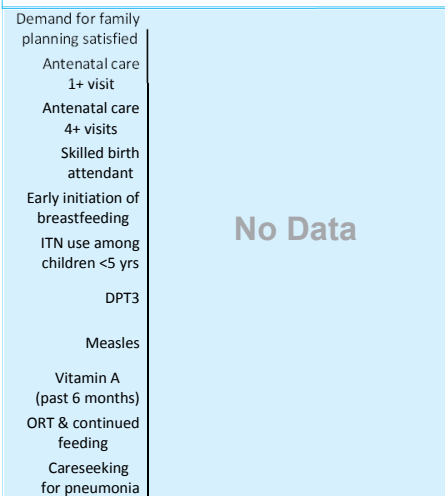 Demand for family
planning satisfied
Antenatal care
1+ visit
Antenatal care
4+ visits
Skilled birth
attendant
Early initiation of
breastfeeding
ITN use among
children <5 yrs
DPT3
Measles
Vitamin A
(past 6 months)
ORT & continued
feeding
Careseeking
for pneumonia
No Data